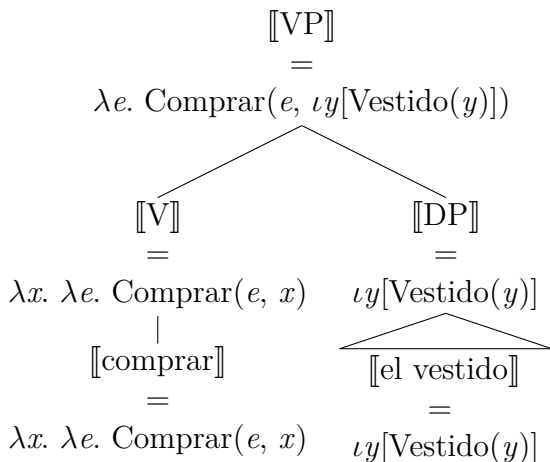 ⟦VP⟧
=
λe. Comprar(e, ιy[Vestido(y)])
⟦V⟧ ⟦DP⟧
= =
λx. λe. Comprar(e, x) ιy[Vestido(y)]
⟦comprar⟧ ⟦el vestido⟧
= =
λx. λe. Comprar(e, x) ιy[Vestido(y)]